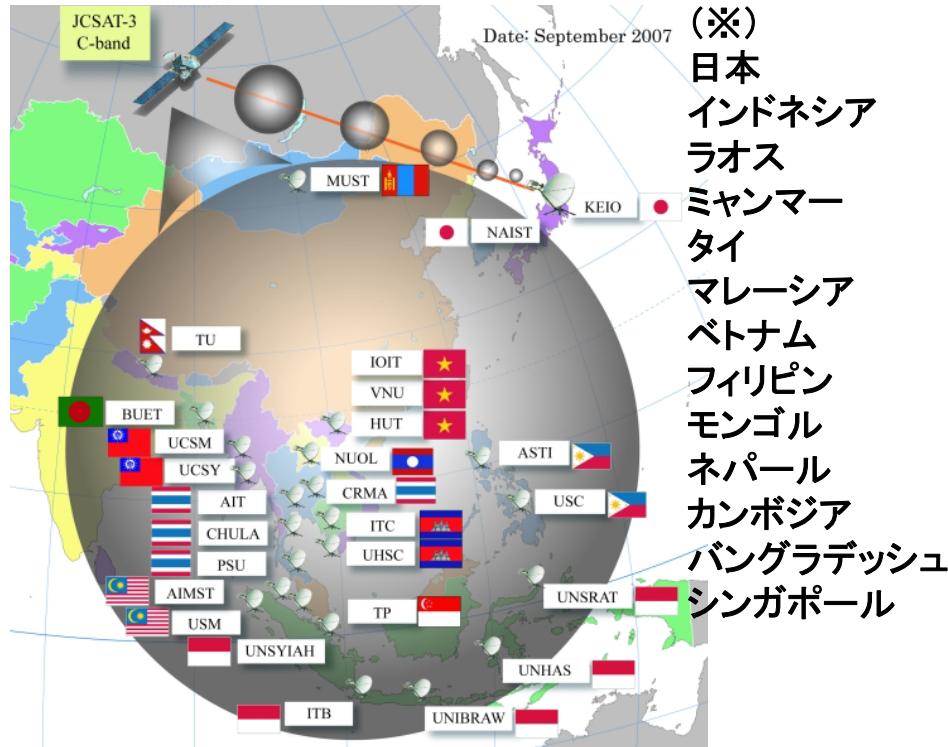 JCSAT-3
C-band
Date: September 2007
MUST
KEIO
NAIST
TU
IOIT
VNU
BUET
HUT
UCSM
NUOL
ASTI
UCSY
AIT
CRMA
USC
CHULA
ITC
PSU
UHSC
AIMST
UNSRAT
USM
TP
UNSYIAH
UNHAS
ITB
UNIBRAW
(※)
日本
インドネシア
ラオス
ミャンマー
タイ
マレーシア
ベトナム
フィリピン
モンゴル
ネパール
カンボジア
バングラデッシュ
シンガポール